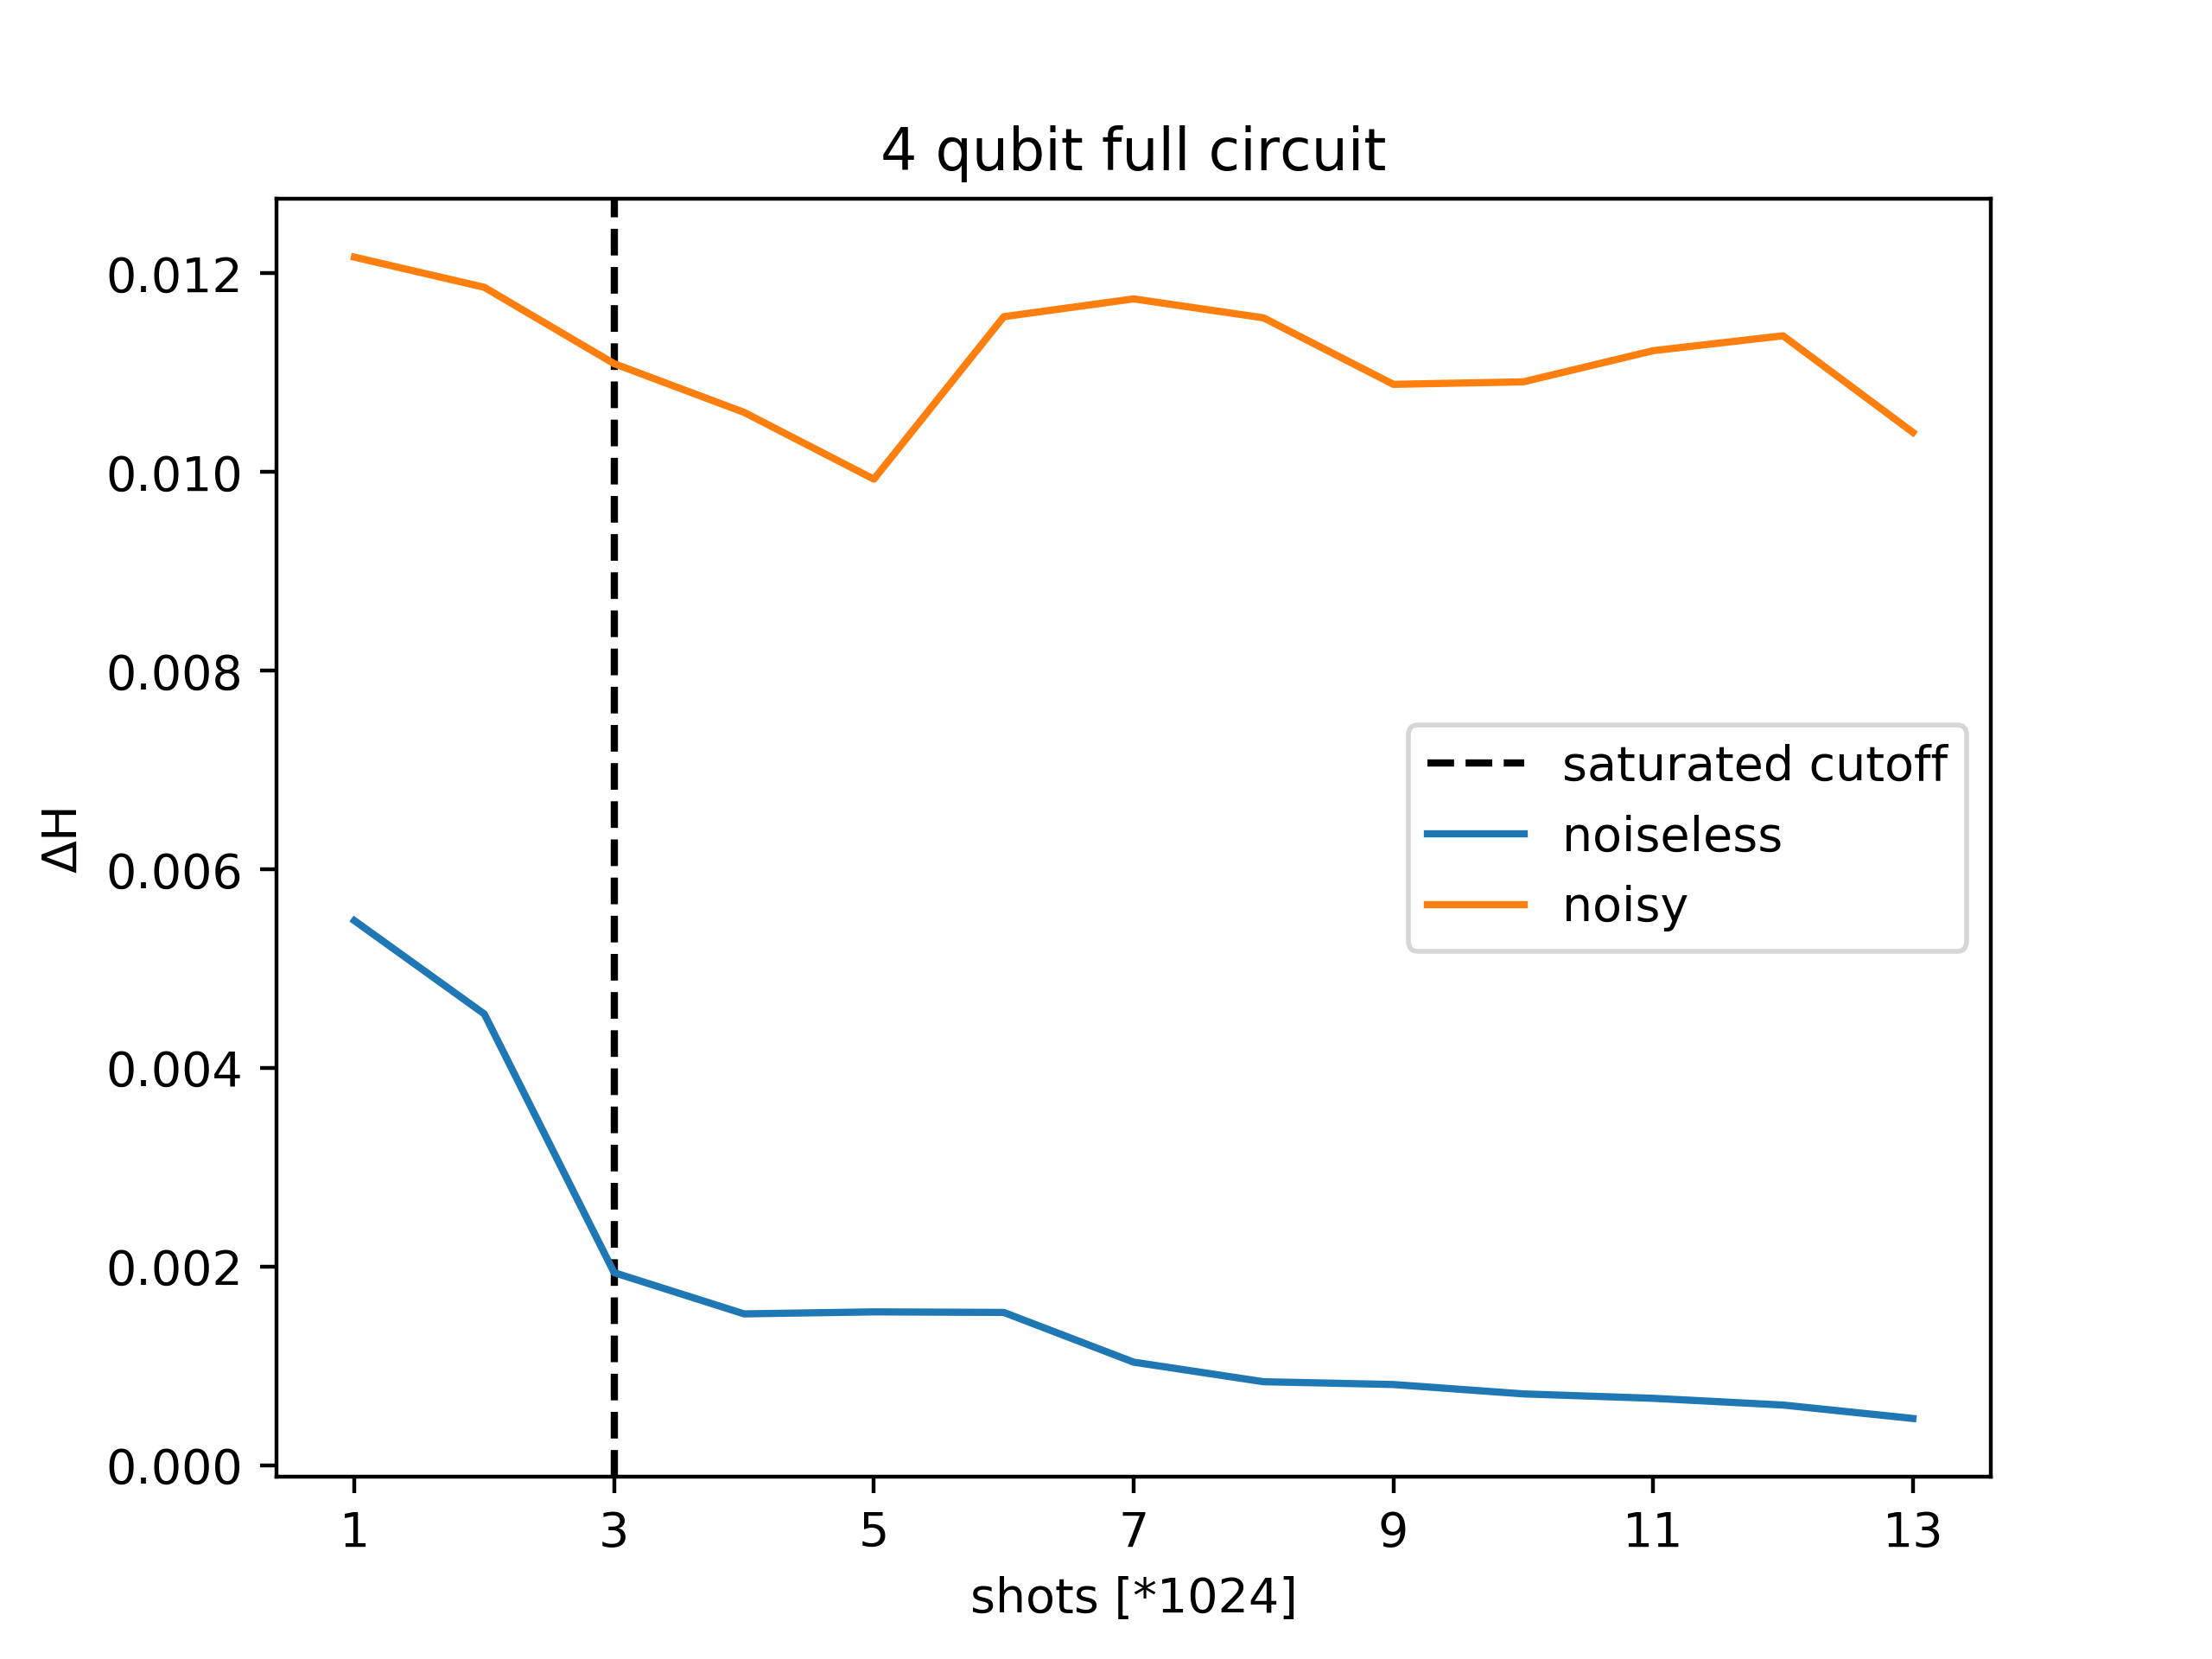 4 qubit full circuit
0.012
0.010
0.008
0.006
0.004
0.002
0.000
ΔH
saturated cutoff
noiseless
noisy
1 3 5 7 9 11 13
shots [*1024]